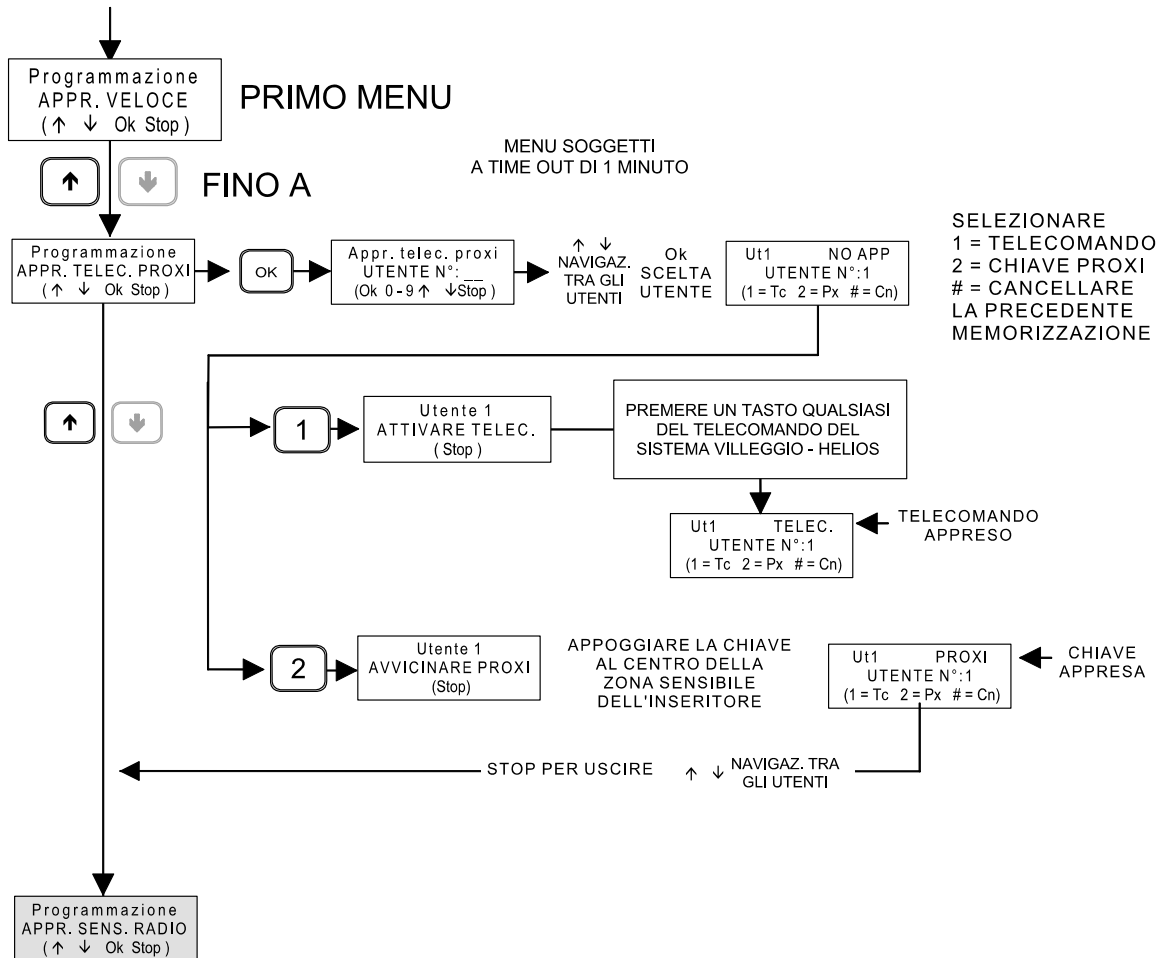 Programmazione
APPR. VELOCE
(↑ ↓ Ok Stop)
PRIMO MENU
MENU SOGGETTI
A TIME OUT DI 1 MINUTO
FINO A
Programmazione
APPR. TELEC. PROXI
(↑ ↓ Ok Stop)
OK
Appr. telec. proxi
UTENTE N°: __
(Ok 0-9 ↑ ↓Stop)
↑ ↓
NAVIGAZ.
TRA GLI
UTENTI
Ok
SCELTA
UTENTE
Ut1 NO APP
UTENTE N°:1
(1 = Tc 2 = Px # = Cn)
SELEZIONARE
1 = TELECOMANDO
2 = CHIAVE PROXI
# = CANCELLARE
LA PRECEDENTE
MEMORIZZAZIONE
1
Utente 1
ATTIVARE TELEC.
(Stop)
PREMERE UN TASTO QUALSIASI
DEL TELECOMANDO DEL
SISTEMA VILLEGGIO - HELIOS
Ut1 TELEC.
UTENTE N°:1
(1 = Tc 2 = Px # = Cn)
TELECOMANDO
APPRESO
2
Utente 1
AVVICINARE PROXI
(Stop)
APPOGGIARE LA CHIAVE
AL CENTRO DELLA
ZONA SENSIBILE
DELL'INSERITORE
Ut1 PROXI
UTENTE N°:1
(1 = Tc 2 = Px # = Cn)
CHIAVE
APPRESA
STOP PER USCIRE
↑ ↓ NAVIGAZ. TRA
GLI UTENTI
Programmazione
APPR. SENS. RADIO
(↑ ↓ Ok Stop)